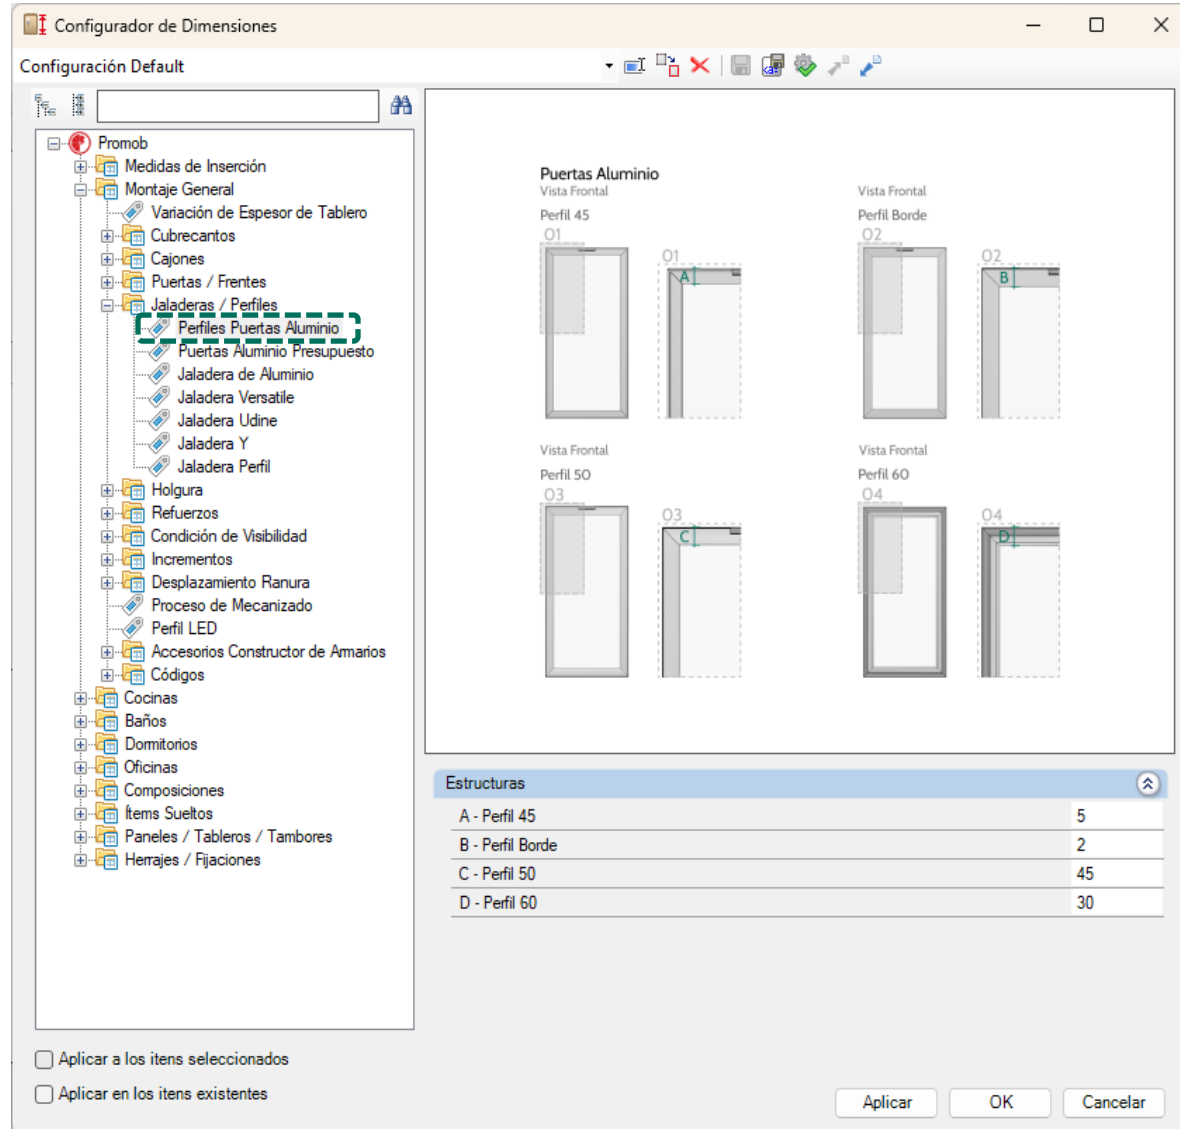 Configurador de Dimensiones
Configuración Default
Promob
Medidas de Inserción
Montaje General
Variación de Espesor de Tablero
Cubrecantos
Cajones
Puertas / Frentes
Jaladeras / Perfiles
Perfiles Puertas Aluminio
Puertas Aluminio Presupuesto
Jaladera de Aluminio
Jaladera Versatile
Jaladera Udine
Jaladera Y
Jaladera Perfil
Holgura
Refuerzos
Condición de Visibilidad
Incrementos
Desplazamiento Ranura
Proceso de Mecanizado
Perfil LED
Accesorios Constructor de Armarios
Códigos
Cocinas
Baños
Dormitorios
Oficinas
Composiciones
Ítems Sueltos
Paneles / Tableros / Tambores
Herrajes / Fijaciones
Puertas Aluminio
Vista Frontal
Perfil 45
01
01
A
Vista Frontal
Perfil Borde
02
02
B
Vista Frontal
Perfil 50
03
03
C
Vista Frontal
Perfil 60
04
04
D
Estructuras
A - Perfil 45 5
B - Perfil Borde 2
C - Perfil 50 45
D - Perfil 60 30
Aplicar a los itens seleccionados
Aplicar en los itens existentes
Aplicar OK Cancelar